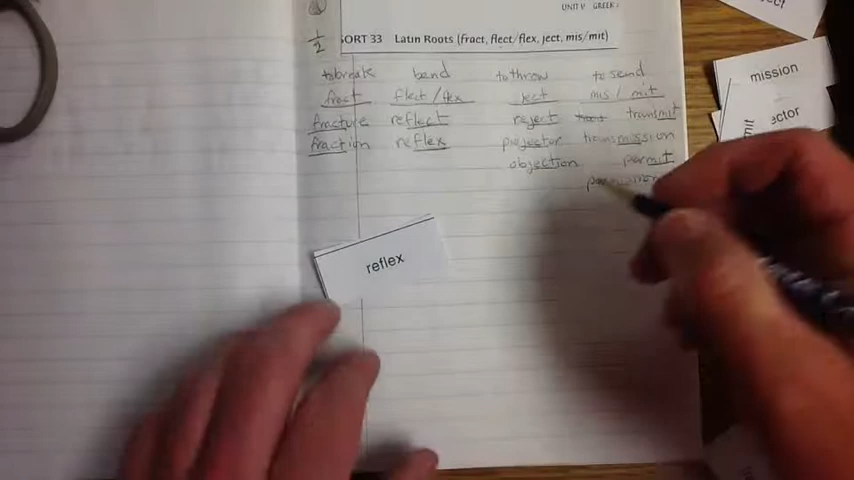 UNITY GREEK:
SORT 33 Latin Roots (fract, flect/flex, ject, mis/mit)
1/2
to break bend to throw to send
fract flect/flex ject mis/mit
fracture reflect reject transmit
fraction reflex projector transmission
objection permit
mission
ector
reflex